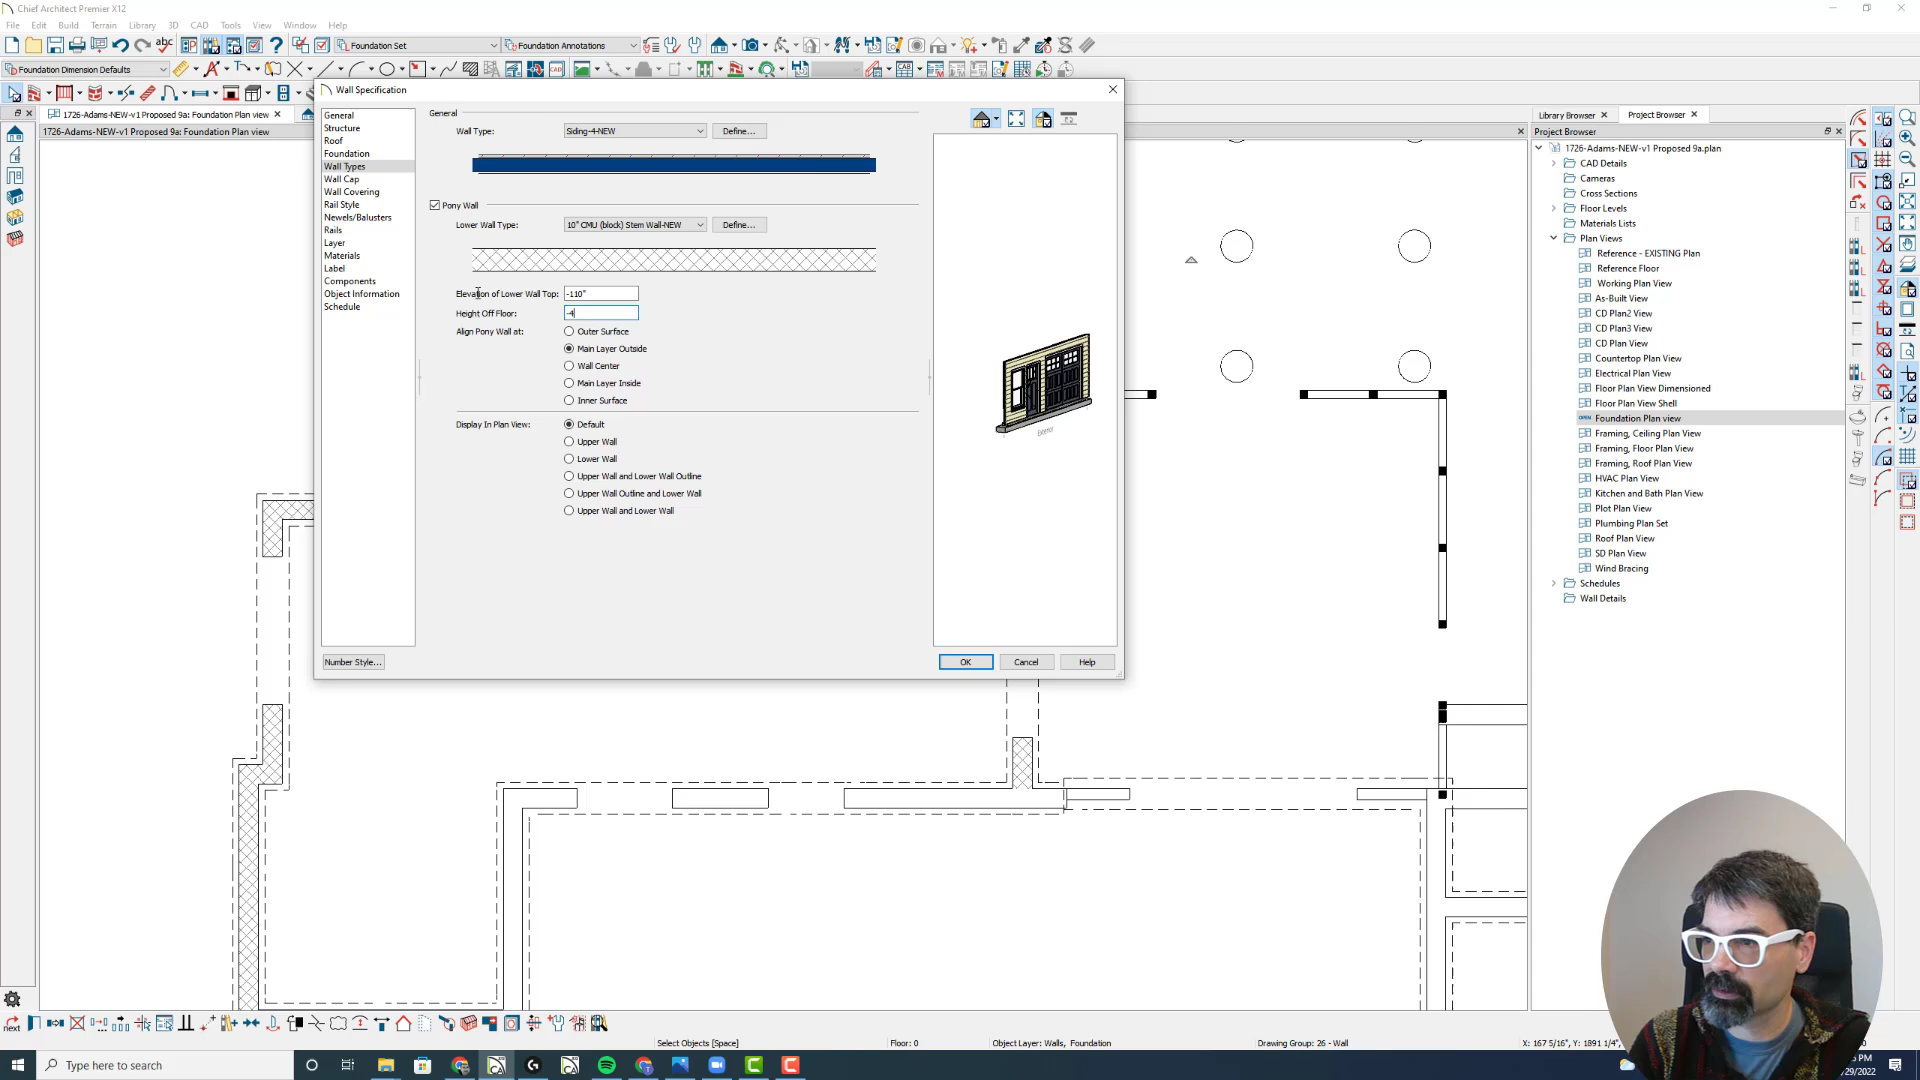 Chief Architect Premier X12
File Edit Build Terrain Library 3D CAD Tools View Window Help
Foundation Set
Foundation Annotations
Foundation Dimension Defaults
1726-Adams-NEW-v1 Proposed 9a: Foundation Plan view
1726-Adams-NEW-v1 Proposed 9a: Foundation Plan view
Wall Specification
General
Structure
Roof
Foundation
Wall Types
Wall Cap
Wall Covering
Rail Style
Newels/Balusters
Rails
Layer
Materials
Label
Components
Object Information
Schedule
General
Wall Type: Siding-4-NEW Define...
Pony Wall
Lower Wall Type: 10" CMU (block) Stem Wall-NEW Define...
Elevation of Lower Wall Top: -110"
Height Off Floor: -4
Align Pony Wall at: Outer Surface
Main Layer Outside
Wall Center
Main Layer Inside
Inner Surface
Display In Plan View: Default
Upper Wall
Lower Wall
Upper Wall and Lower Wall Outline
Upper Wall Outline and Lower Wall
Upper Wall and Lower Wall
Number Style... OK Cancel Help
Library Browser Project Browser
Project Browser
1726-Adams-NEW-v1 Proposed 9a.plan
CAD Details
Cameras
Cross Sections
Floor Levels
Materials Lists
Plan Views
Reference - EXISTING Plan
Reference Floor
Working Plan View
As-Built View
CD Plan2 View
CD Plan3 View
CD Plan View
Countertop Plan View
Electrical Plan View
Floor Plan View Dimensioned
Floor Plan View Shell
OPEN Foundation Plan view
Framing, Ceiling Plan View
Framing, Floor Plan View
Framing, Roof Plan View
HVAC Plan View
Kitchen and Bath Plan View
Plot Plan View
Plumbing Plan Set
Roof Plan View
SD Plan View
Wind Bracing
Schedules
Wall Details
next
Select Objects [Space] Floor: 0 Object Layer: Walls, Foundation Drawing Group: 26 - Wall X: 167 5/16", Y: 1891 1/4",
Type here to search
PM
/29/2022